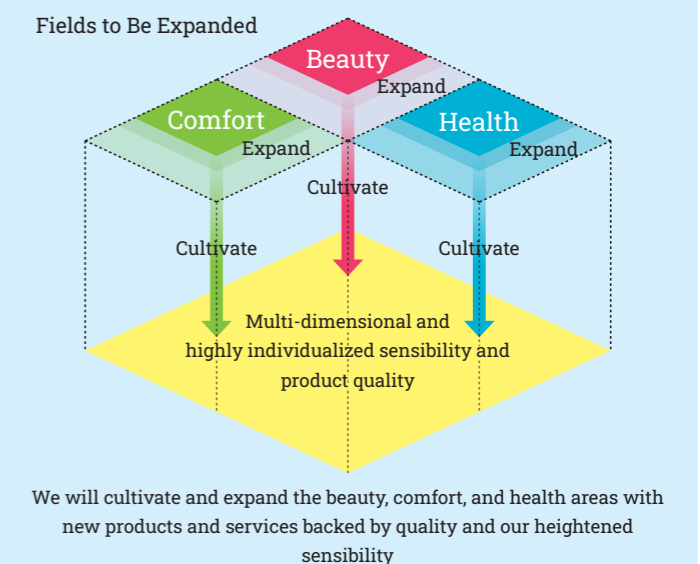 Fields to Be Expanded
Beauty
Expand
Comfort
Expand
Health
Expand
Cultivate
Cultivate
Cultivate
Multi-dimensional and
highly individualized sensibility and
product quality
We will cultivate and expand the beauty, comfort, and health areas with
new products and services backed by quality and our heightened
sensibility